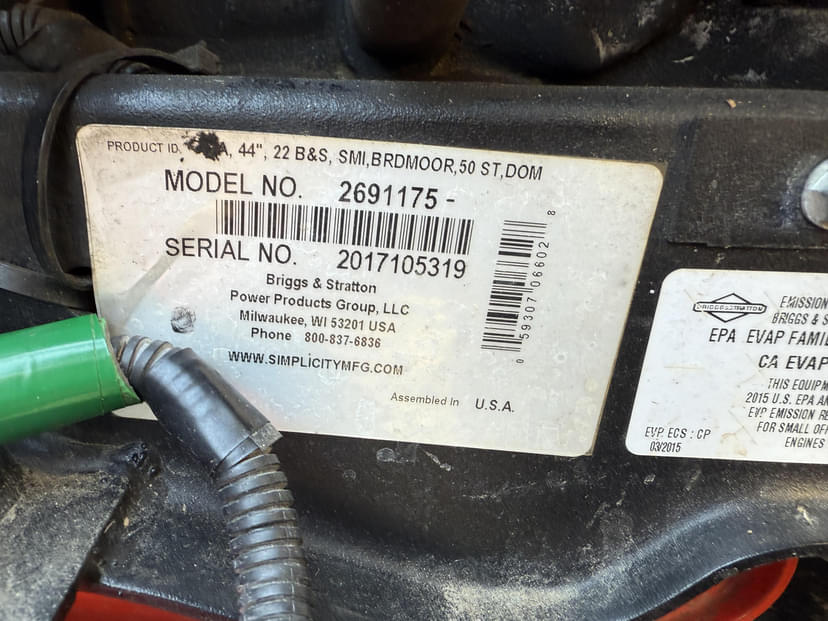 PRODUCT ID. A, 44", 22 B&S, SMI,BRDMOOR,50 ST,DOM
MODEL NO. 2691175 -
SERIAL NO. 2017105319
Briggs & Stratton
Power Products Group, LLC
Milwaukee, WI 53201 USA
Phone 800-837-6836
WWW.SIMPLICITYMFG.COM
Assembled in U.S.A.
0 59307 06602 8
BRIGGS&STRATTON
EMISSION
BRIGGS & S
EPA EVAP FAMIL
CA EVAP
THIS EQUIPM
2015 U.S. EPA AN
EVP EMISSION RE
FOR SMALL OF
ENGINES
EVP ECS : CP
03/2015